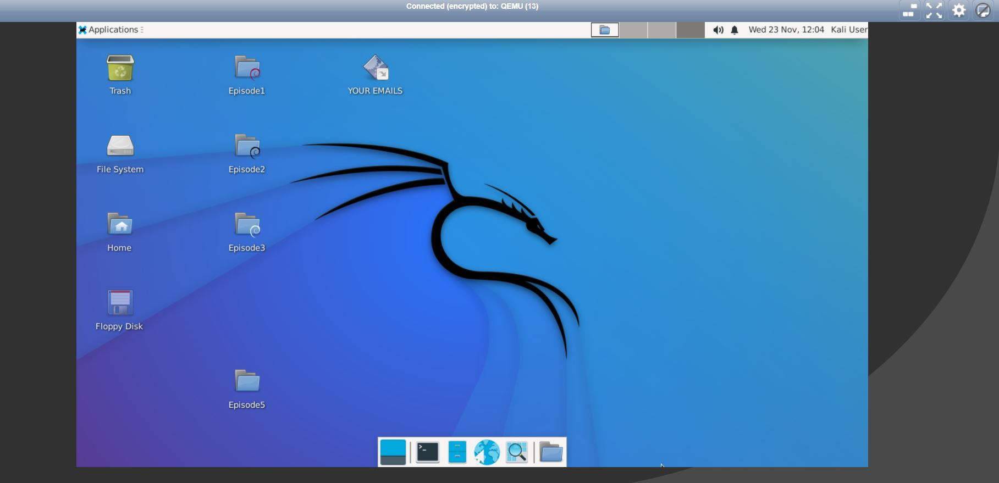 Connected (encrypted) to: QEMU (13)
Applications
Wed 23 Nov, 12:04 Kali User
Trash
Episode1
YOUR EMAILS
File System
Episode2
Home
Episode3
Floppy Disk
Episode5
>_